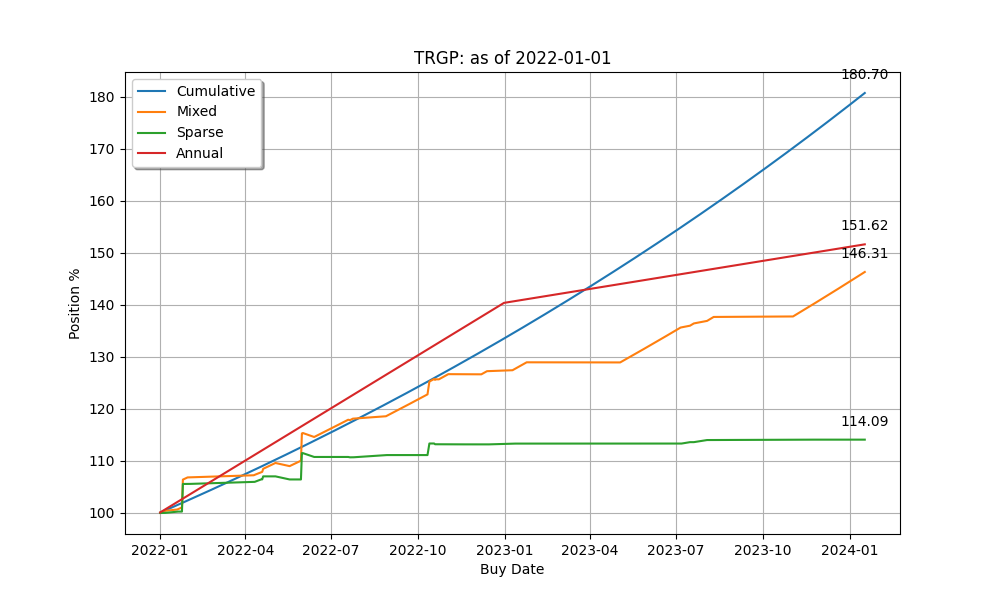 TRGP: as of 2022-01-01
180.70
Cumulative
Mixed
Sparse
Annual
151.62
146.31
114.09
180
170
160
150
140
130
120
110
100
Position %
2022-01 2022-04 2022-07 2022-10 2023-01 2023-04 2023-07 2023-10 2024-01
Buy Date